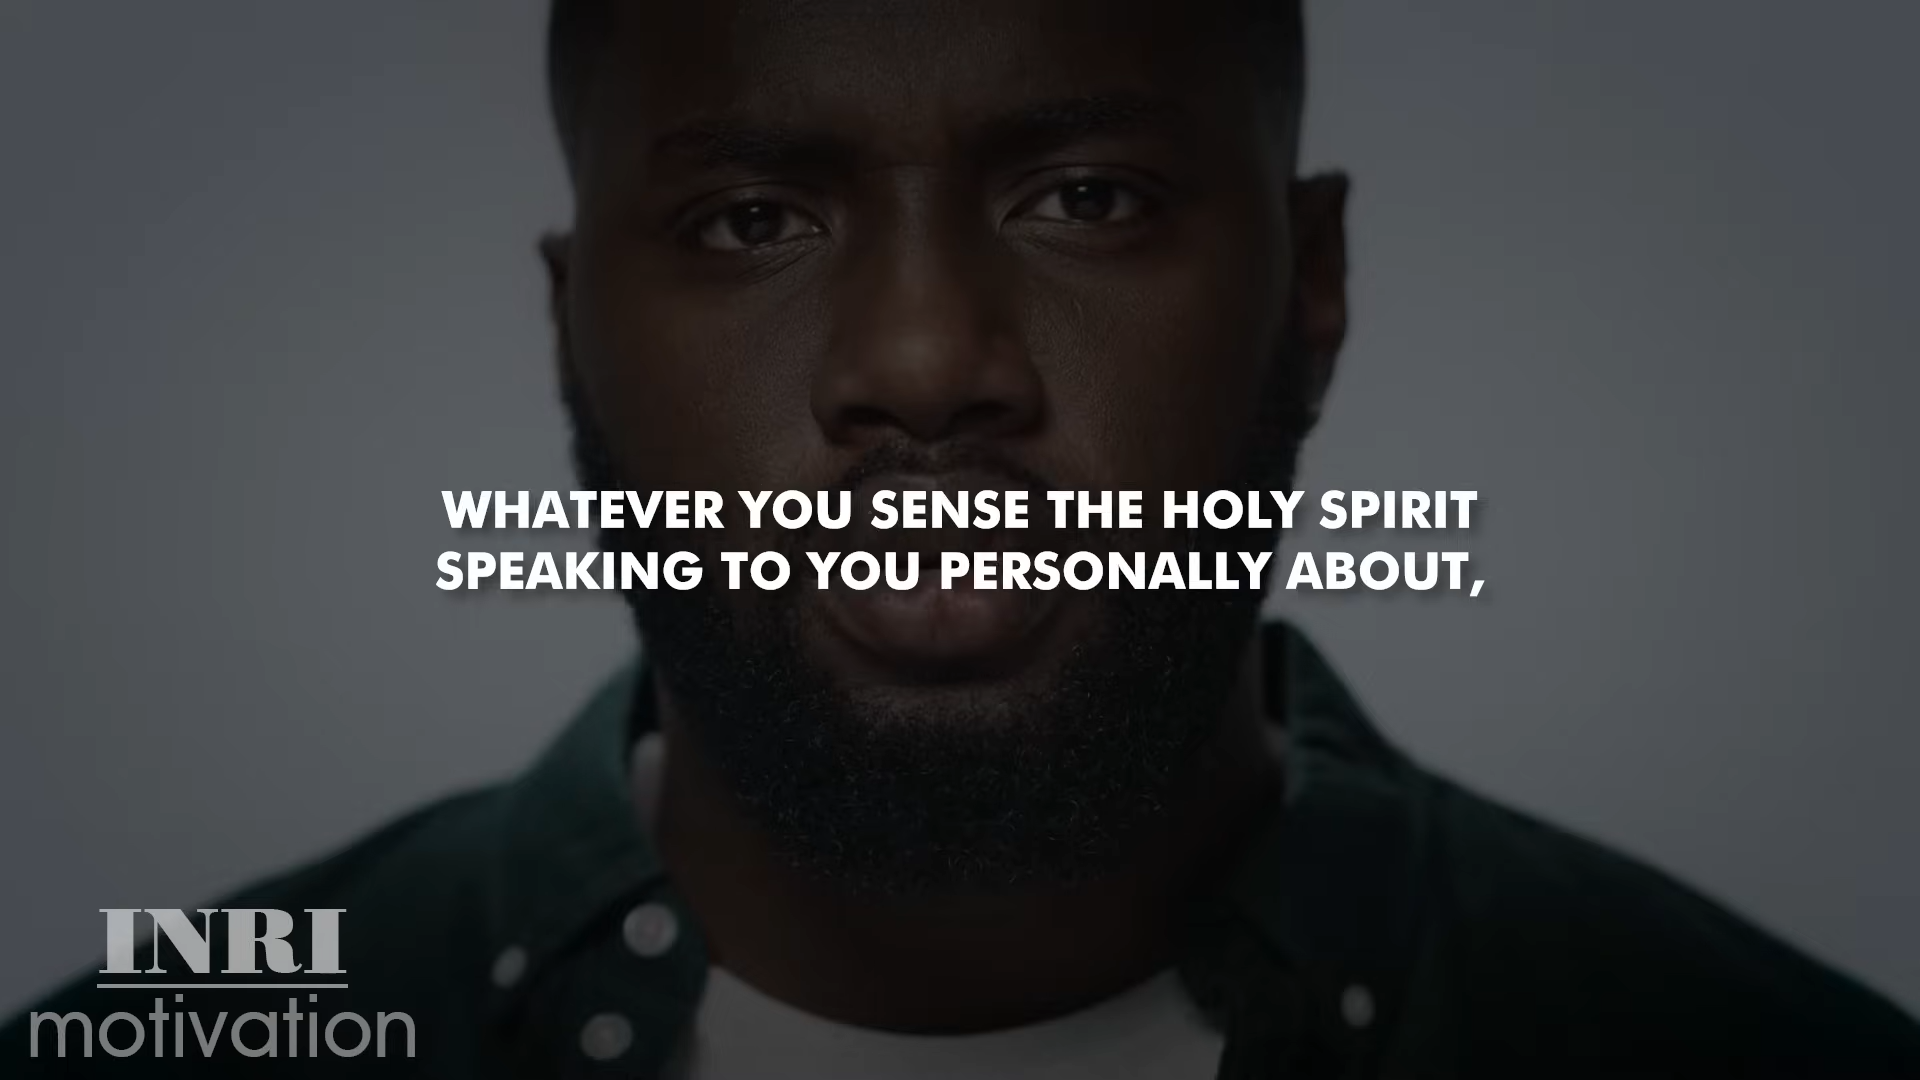 WHATEVER YOU SENSE THE HOLY SPIRIT
SPEAKING TO YOU PERSONALLY ABOUT,
INRI
motivation